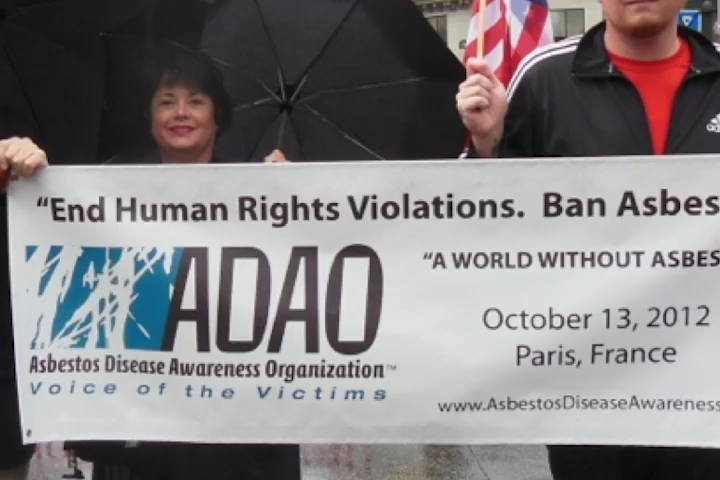 “End Human Rights Violations. Ban Asbes
ADAO
Asbestos Disease Awareness Organization™
Voice of the Victims
“A WORLD WITHOUT ASBES
October 13, 2012
Paris, France
www.AsbestosDiseaseAwareness